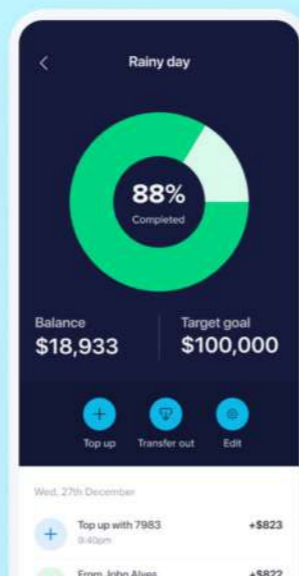 Rainy day
88%
Completed
Balance
$18,933
Target goal
$100,000
Top up
Transfer out
Edit
Wed, 27th December
Top up with 7983
+$823
9:40pm
From John Alves
+$822